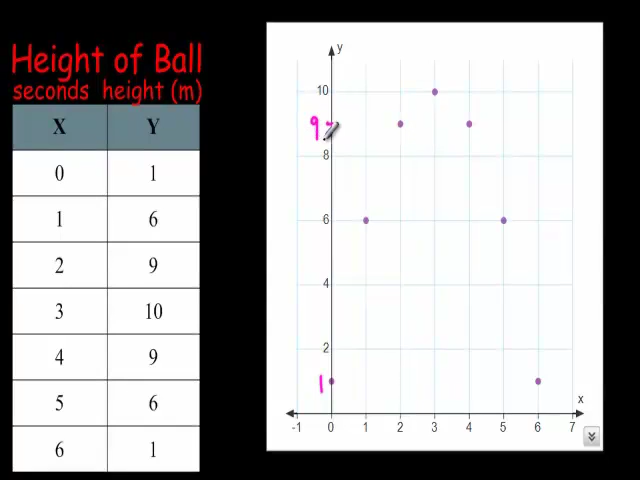 Height of Ball
seconds height (m)
X Y
0 1
1 6
2 9
3 10
4 9
5 6
6 1
y
10
9
8
6
4
2
1
x
-1 0 1 2 3 4 5 6 7